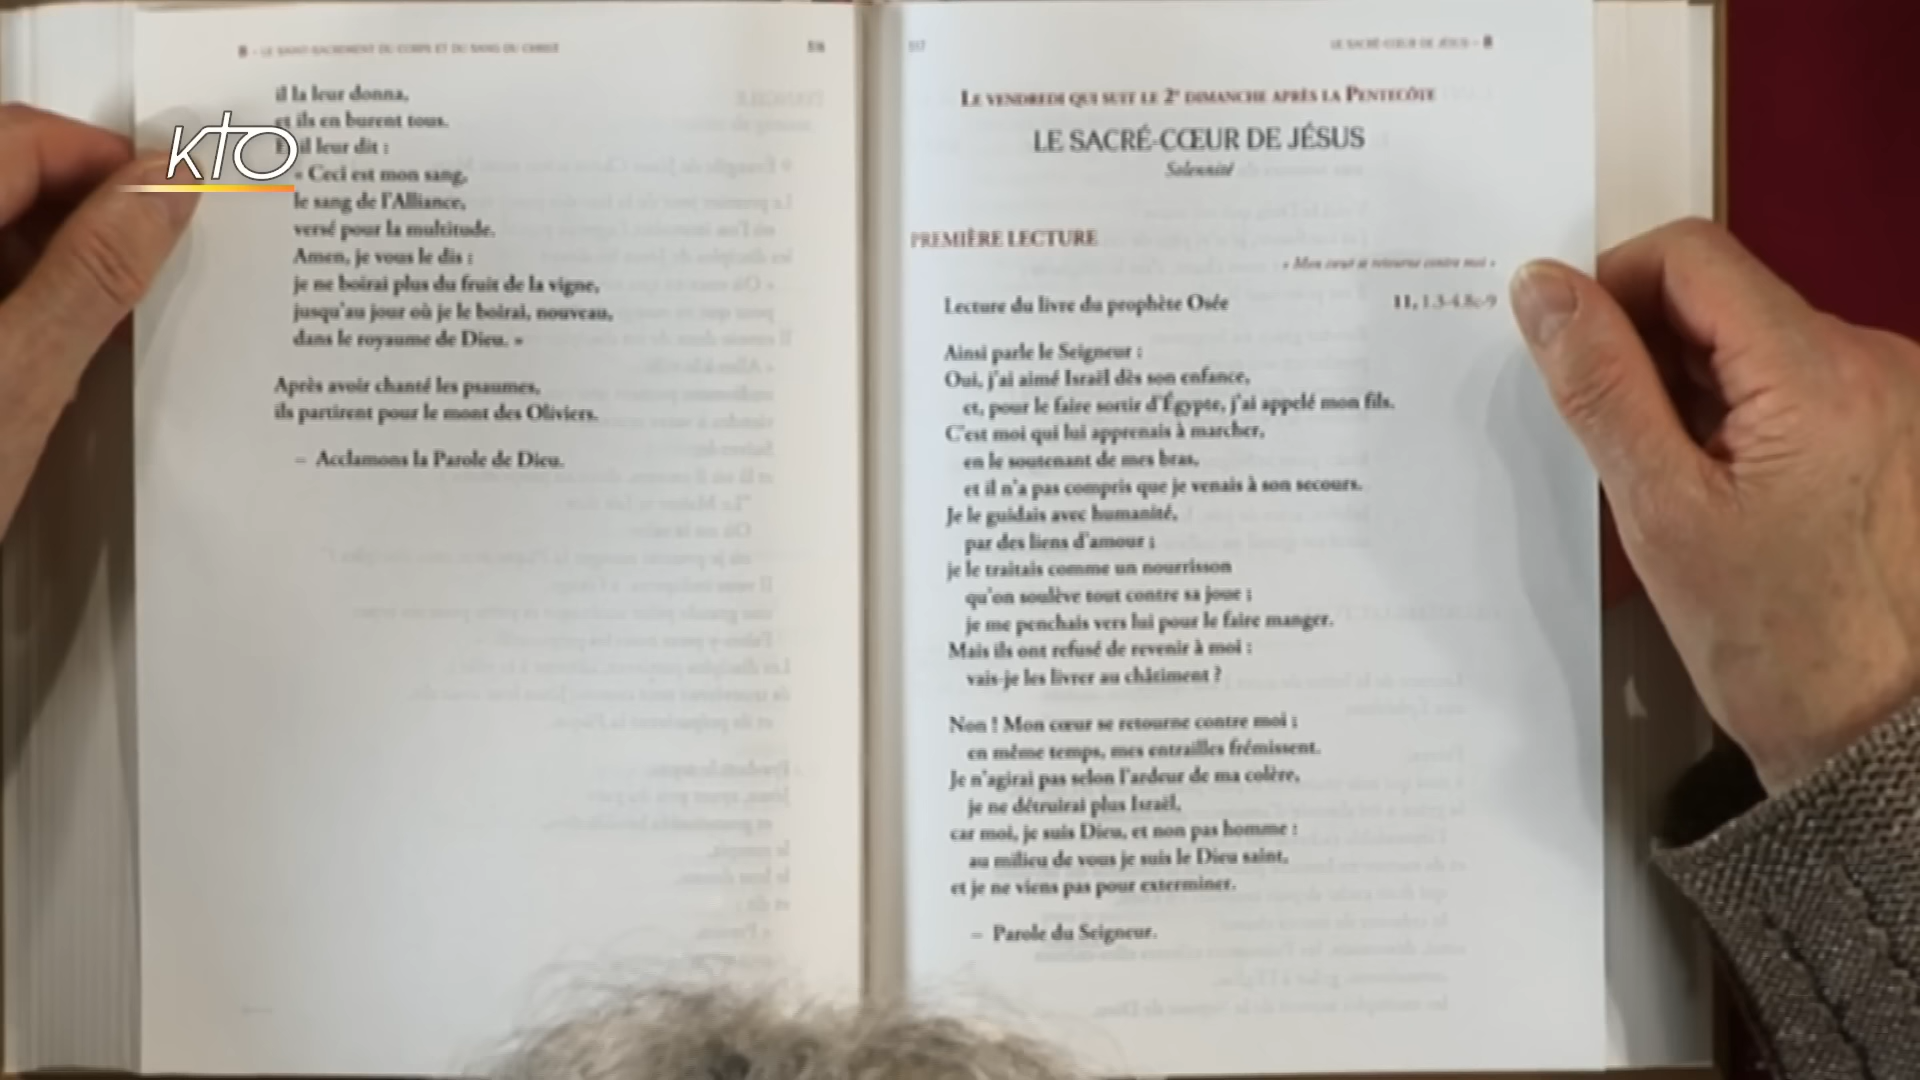 B - LE SAINT-SACREMENT DU CORPS ET DU SANG DU CHRIST
il la leur donna,
et ils en burent tous.
il leur dit :
« Ceci est mon sang,
le sang de l'Alliance,
versé pour la multitude.
Amen, je vous le dis :
je ne boirai plus du fruit de la vigne,
jusqu'au jour où je le boirai, nouveau,
dans le royaume de Dieu. »
Après avoir chanté les psaumes,
ils partirent pour le mont des Oliviers.
– Acclamons la Parole de Dieu.
KTO
LE SACRÉ-CŒUR DE JÉSUS - B
LE VENDREDI QUI SUIT LE 2e DIMANCHE APRÈS LA PENTECÔTE
LE SACRÉ-CŒUR DE JÉSUS
Solennité
PREMIÈRE LECTURE
« Mon cœur se retourne contre moi »
Lecture du livre du prophète Osée 11, 1.3-4.8c-9
Ainsi parle le Seigneur :
Oui, j'ai aimé Israël dès son enfance,
et, pour le faire sortir d'Égypte, j'ai appelé mon fils.
C'est moi qui lui apprenais à marcher,
en le soutenant de mes bras,
et il n'a pas compris que je venais à son secours.
Je le guidais avec humanité,
par des liens d'amour ;
je le traitais comme un nourrisson
qu'on soulève tout contre sa joue ;
je me penchais vers lui pour le faire manger.
Mais ils ont refusé de revenir à moi :
vais-je les livrer au châtiment ?
Non ! Mon cœur se retourne contre moi ;
en même temps, mes entrailles frémissent.
Je n'agirai pas selon l'ardeur de ma colère,
je ne détruirai plus Israël,
car moi, je suis Dieu, et non pas homme :
au milieu de vous je suis le Dieu saint,
et je ne viens pas pour exterminer.
– Parole du Seigneur.